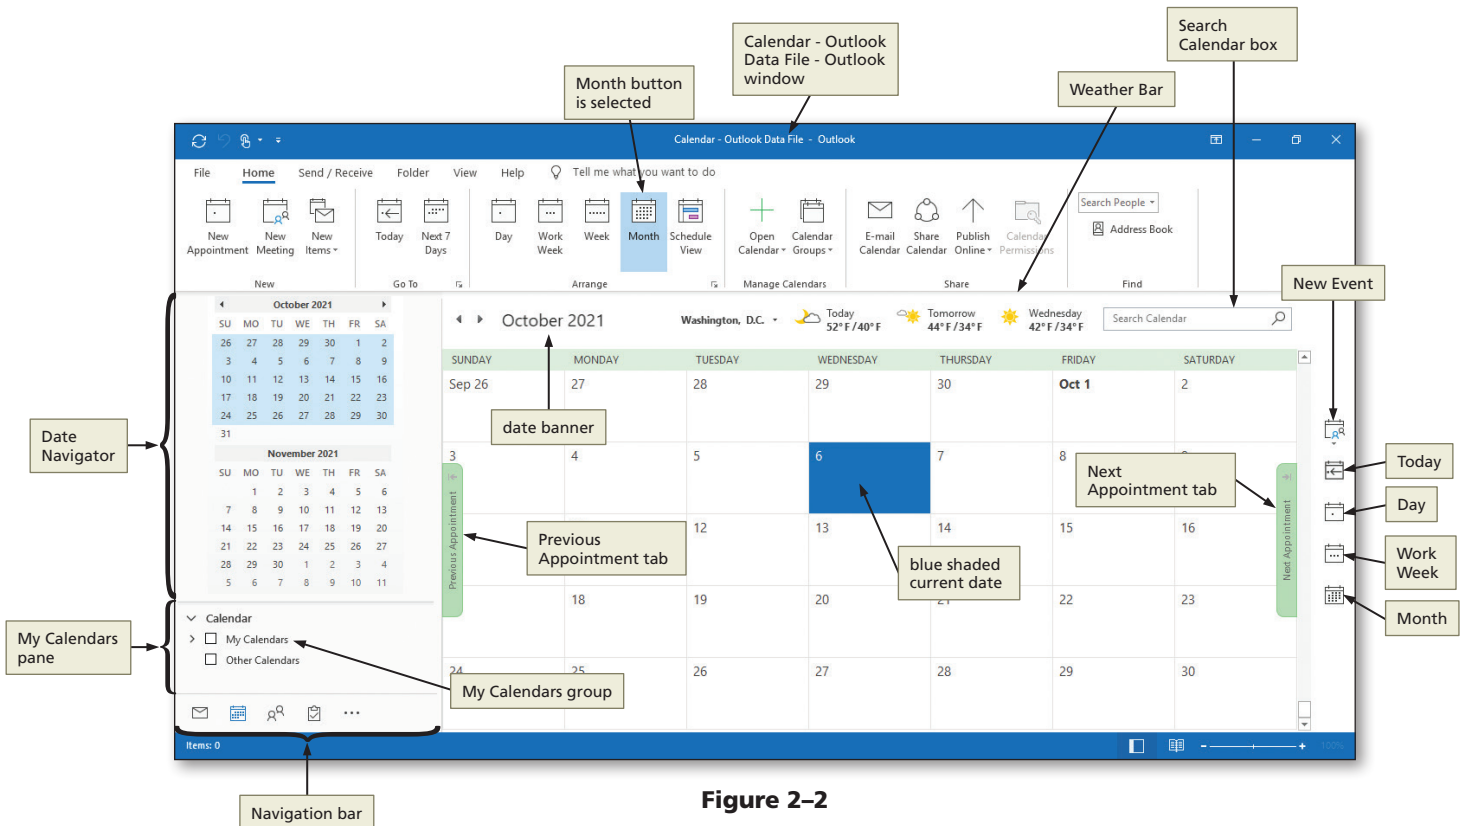 Search
Calendar box
Calendar - Outlook
Data File - Outlook
window
Month button
is selected
Weather Bar
Calendar - Outlook Data File - Outlook
File Home Send / Receive Folder View Help Tell me what you want to do
New Appointment
New Meeting
New Items
Today
Next 7 Days
Day
Work Week
Week
Month
Schedule View
Open Calendar
Calendar Groups
E-mail Calendar
Share Calendar
Publish Online
Calendar Permissions
Search People
Address Book
New Go To Arrange Manage Calendars Share Find
New Event
October 2021
SU MO TU WE TH FR SA
26 27 28 29 30 1 2
3 4 5 6 7 8 9
10 11 12 13 14 15 16
17 18 19 20 21 22 23
24 25 26 27 28 29 30
31
November 2021
SU MO TU WE TH FR SA
1 2 3 4 5 6
7 8 9 10 11 12 13
14 15 16 17 18 19 20
21 22 23 24 25 26 27
28 29 30 1 2 3 4
5 6 7 8 9 10 11
Date
Navigator
October 2021
Washington, D.C.
Today
52°F/40°F
Tomorrow
44°F/34°F
Wednesday
42°F/34°F
Search Calendar
SUNDAY MONDAY TUESDAY WEDNESDAY THURSDAY FRIDAY SATURDAY
Sep 26 27 28 29 30 Oct 1 2
date banner
3 4 5 6 7 8
Next
Appointment tab
Previous Appointment
Next Appointment
12 13 14 15 16
Previous
Appointment tab
blue shaded
current date
18 19 20 21 22 23
24 25 26 27 28 29 30
Today
Day
Work
Week
Month
Calendar
My Calendars
Other Calendars
My Calendars
pane
My Calendars group
Items: 0
100%
Navigation bar
Figure 2–2